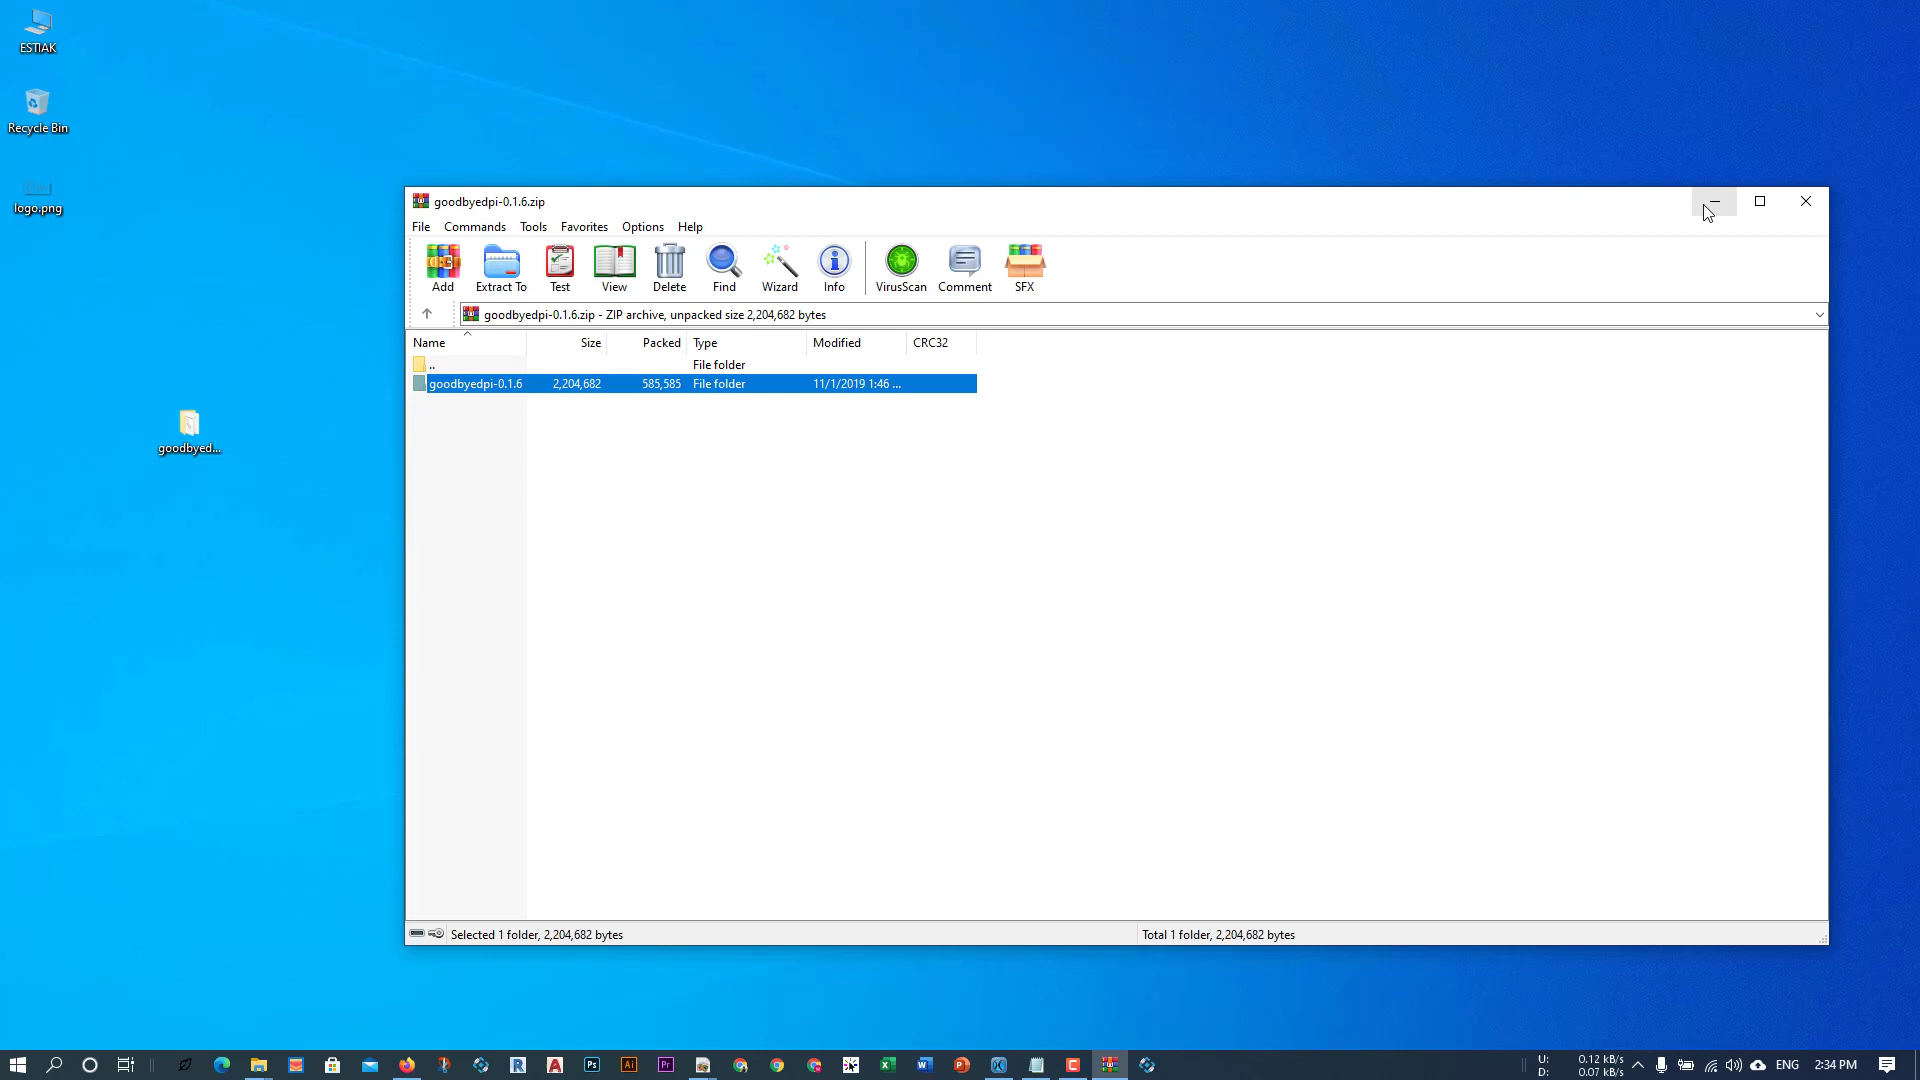 ESTIAK
Recycle Bin
logo.png
goodbyed...
goodbyedpi-0.1.6.zip
File Commands Tools Favorites Options Help
Add Extract To Test View Delete Find Wizard Info VirusScan Comment SFX
goodbyedpi-0.1.6.zip - ZIP archive, unpacked size 2,204,682 bytes
Name Size Packed Type Modified CRC32
.. File folder
goodbyedpi-0.1.6 2,204,682 585,585 File folder 11/1/2019 1:46 ...
Selected 1 folder, 2,204,682 bytes Total 1 folder, 2,204,682 bytes
U: 0.12 kB/s
D: 0.07 kB/s
ENG 2:34 PM